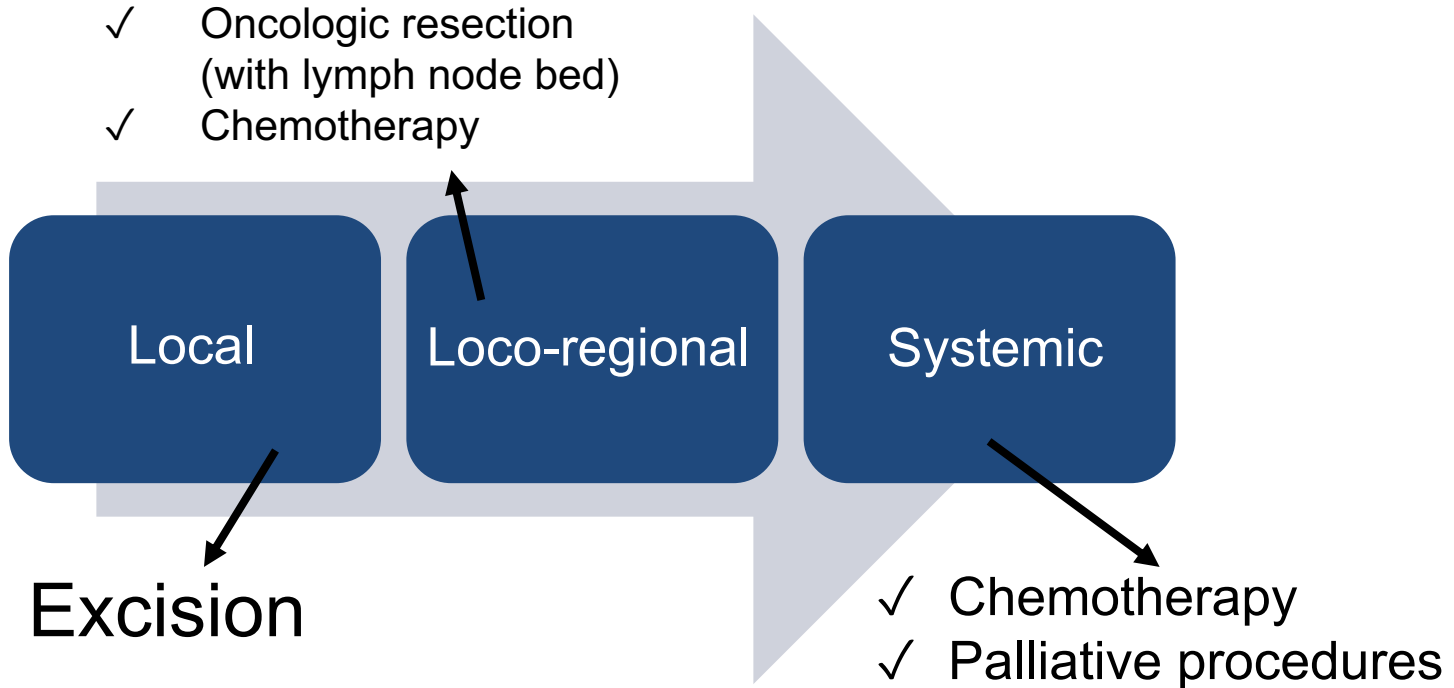 ✓ Oncologic resection
(with lymph node bed)
✓ Chemotherapy
Local
Loco-regional
Systemic
Excision
✓ Chemotherapy
✓ Palliative procedures